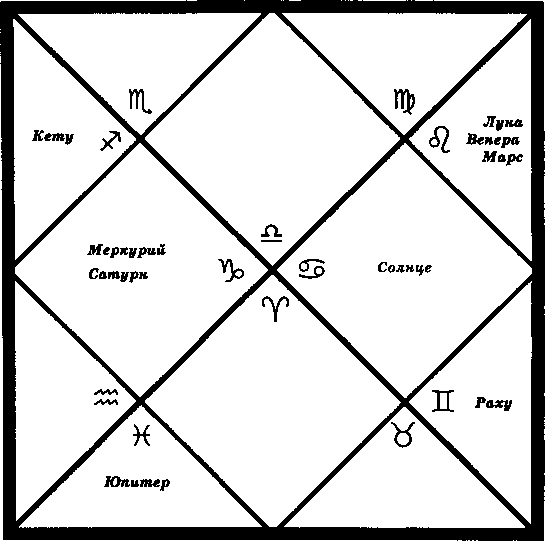 ♏ ♍
Кету ♐ ♌ Луна
Венера
Марс
♎
Меркурий
Сатурн
♑ ♋ Солнце
♈
♒ ♊ Раху
♓ ♉
Юпитер